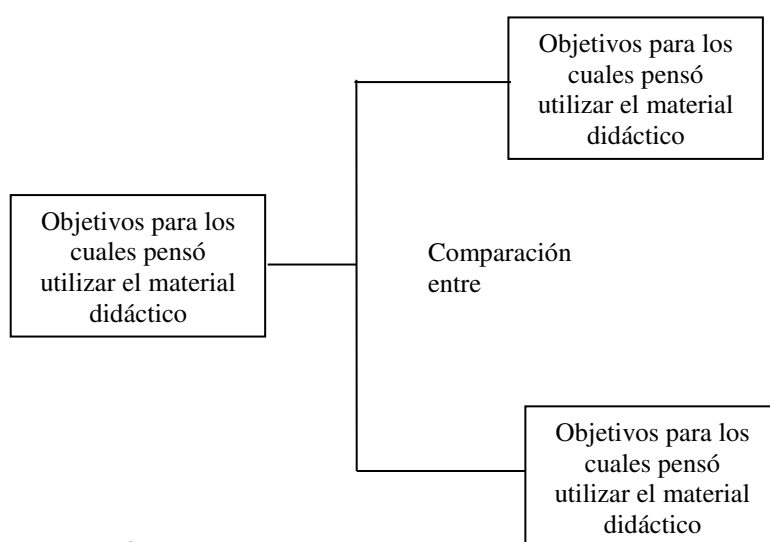 Objetivos para los
cuales pensó
utilizar el material
didáctico
Objetivos para los
cuales pensó
utilizar el material
didáctico
Comparación
entre
Objetivos para los
cuales pensó
utilizar el material
didáctico